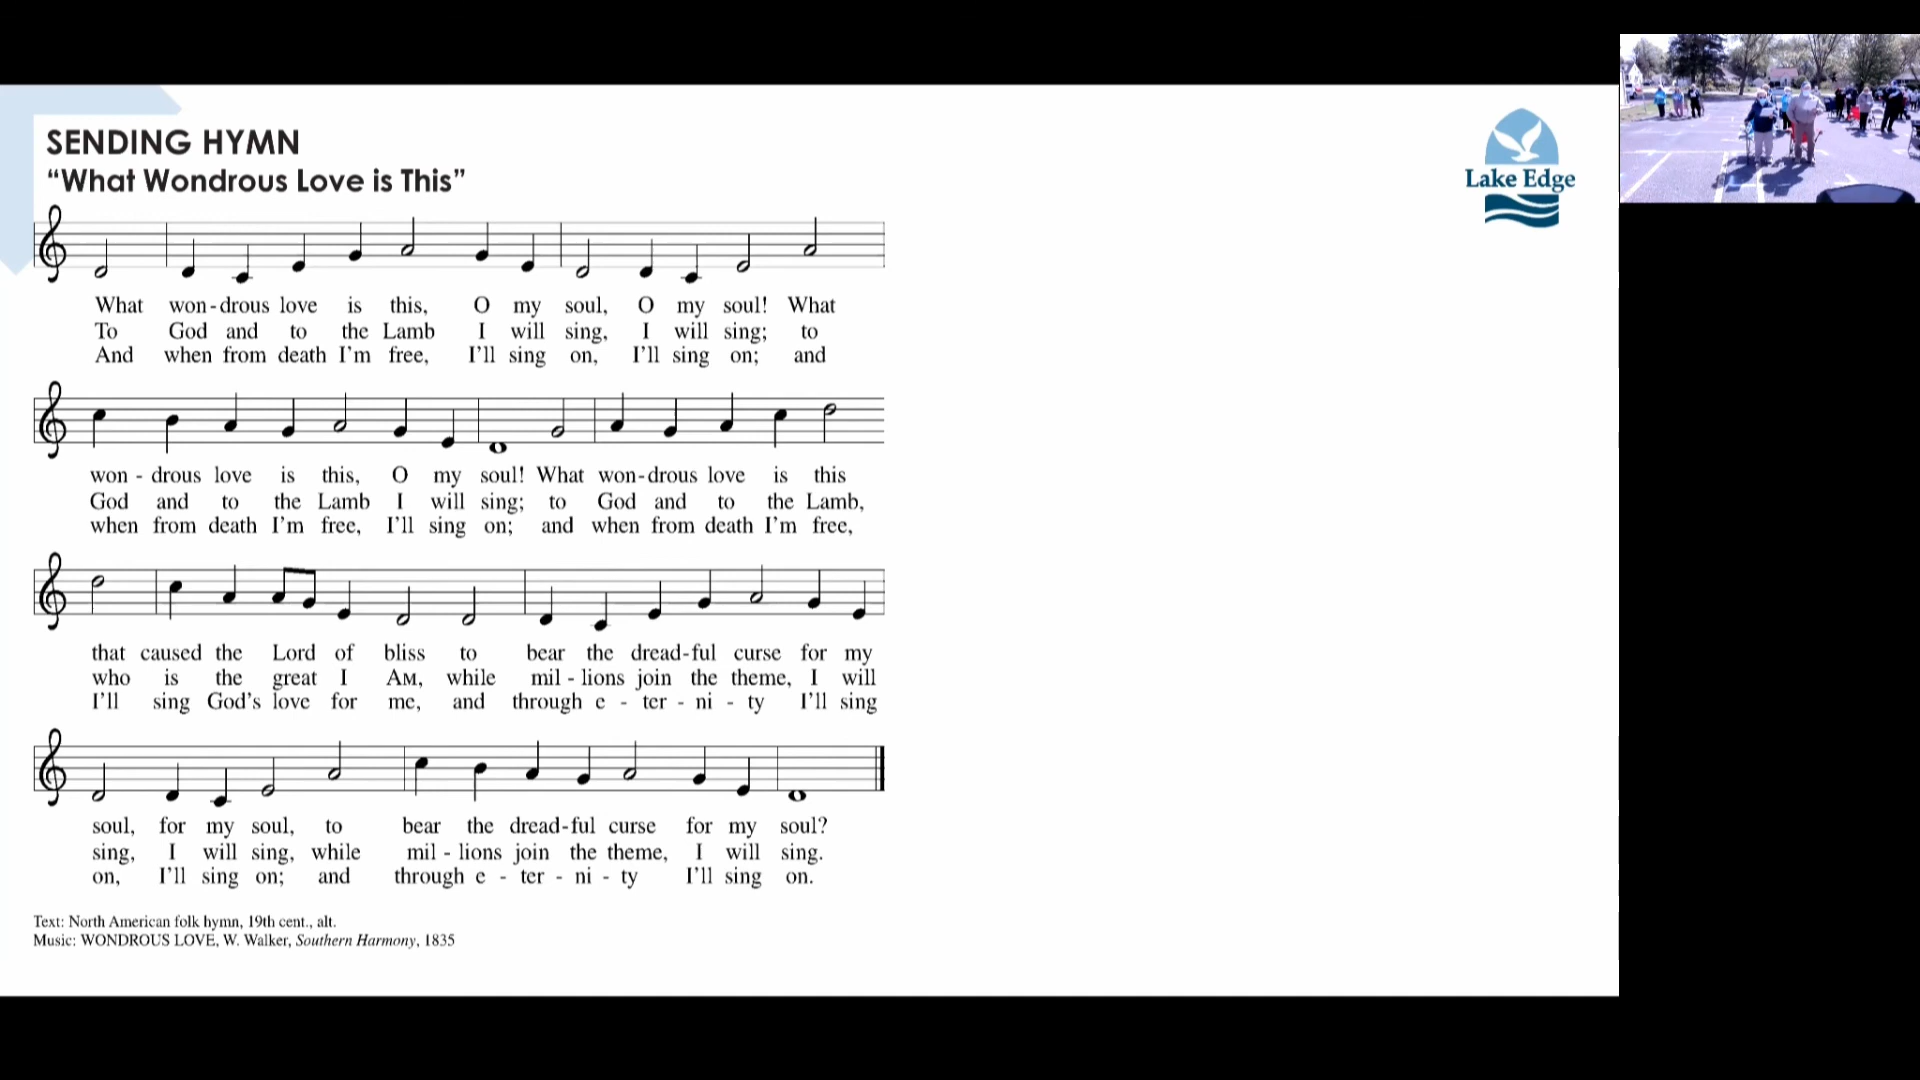 SENDING HYMN
“What Wondrous Love is This”
Lake Edge
What won-drous love is this, O my soul, O my soul! What
To God and to the Lamb I will sing, I will sing; to
And when from death I’m free, I’ll sing on, I’ll sing on; and
won - drous love is this, O my soul! What won-drous love is this
God and to the Lamb I will sing; to God and to the Lamb,
when from death I’m free, I’ll sing on; and when from death I’m free,
that caused the Lord of bliss to bear the dread-ful curse for my
who is the great I AM, while mil - lions join the theme, I will
I’ll sing God’s love for me, and through e - ter - ni - ty I’ll sing
soul, for my soul, to bear the dread-ful curse for my soul?
sing, I will sing, while mil - lions join the theme, I will sing.
on, I’ll sing on; and through e - ter - ni - ty I’ll sing on.
Text: North American folk hymn, 19th cent., alt.
Music: WONDROUS LOVE, W. Walker, Southern Harmony, 1835